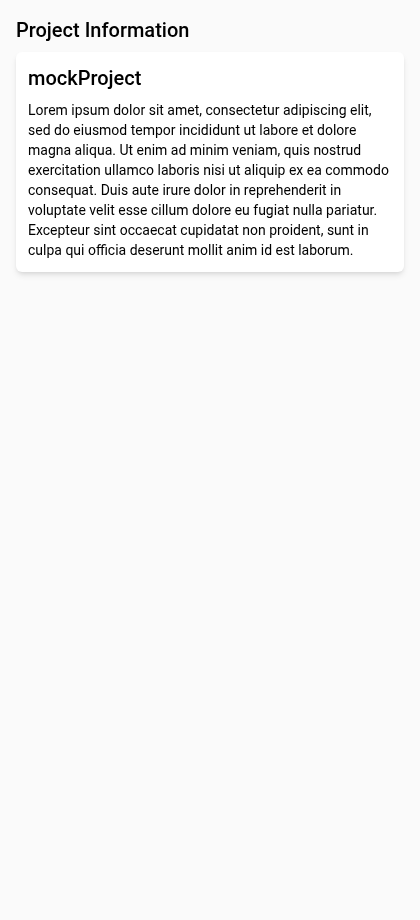 Project Information
mockProject
Lorem ipsum dolor sit amet, consectetur adipiscing elit,
sed do eiusmod tempor incididunt ut labore et dolore
magna aliqua. Ut enim ad minim veniam, quis nostrud
exercitation ullamco laboris nisi ut aliquip ex ea commodo
consequat. Duis aute irure dolor in reprehenderit in
voluptate velit esse cillum dolore eu fugiat nulla pariatur.
Excepteur sint occaecat cupidatat non proident, sunt in
culpa qui officia deserunt mollit anim id est laborum.